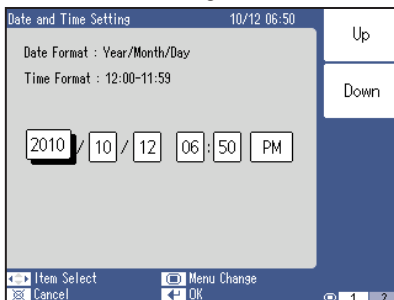 Date and Time Setting 10/12 06:50
Up
Date Format : Year/Month/Day
Time Format : 12:00-11:59
Down
2010 / 10 / 12 06 : 50 PM
Item Select Menu Change
Cancel OK 1 2